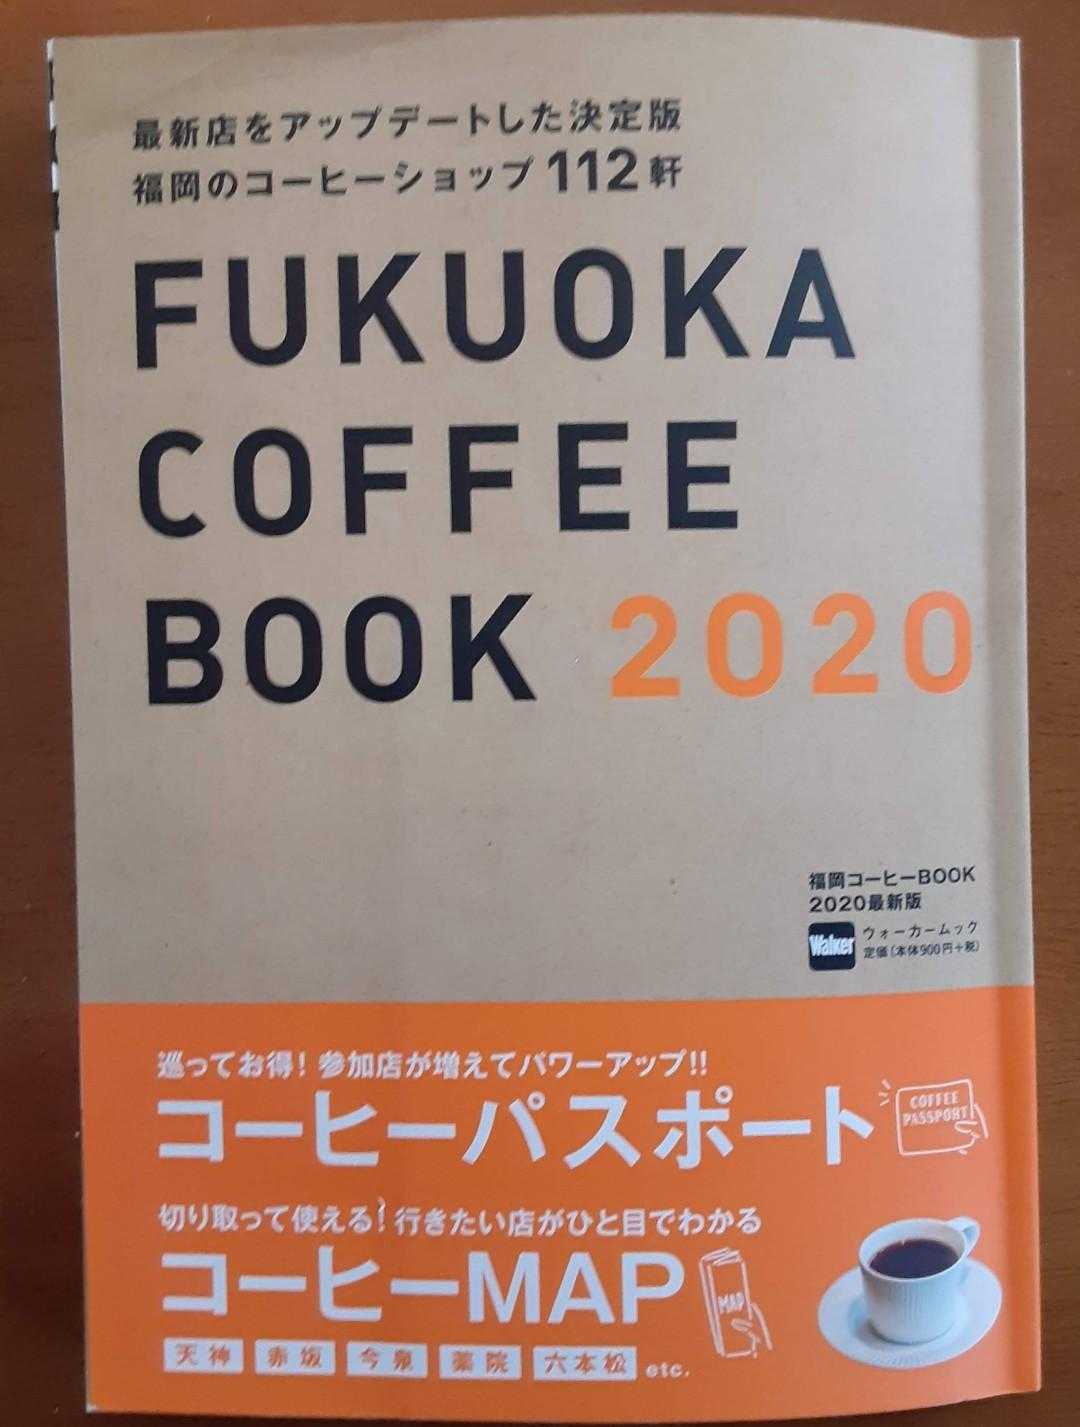 最新店をアップデートした決定版
福岡のコーヒーショップ112軒
FUKUOKA
COFFEE
BOOK 2020
福岡コーヒーBOOK
2020最新版
Walker
ウォーカームック
定価(本体900円+税)
巡ってお得!参加店が増えてパワーアップ!!
コーヒーパスポート
COFFEE
PASSPORT
切り取って使える!行きたい店がひと目でわかる
コーヒーMAP
MAP
天神 赤坂 今泉 薬院 六本松 etc.